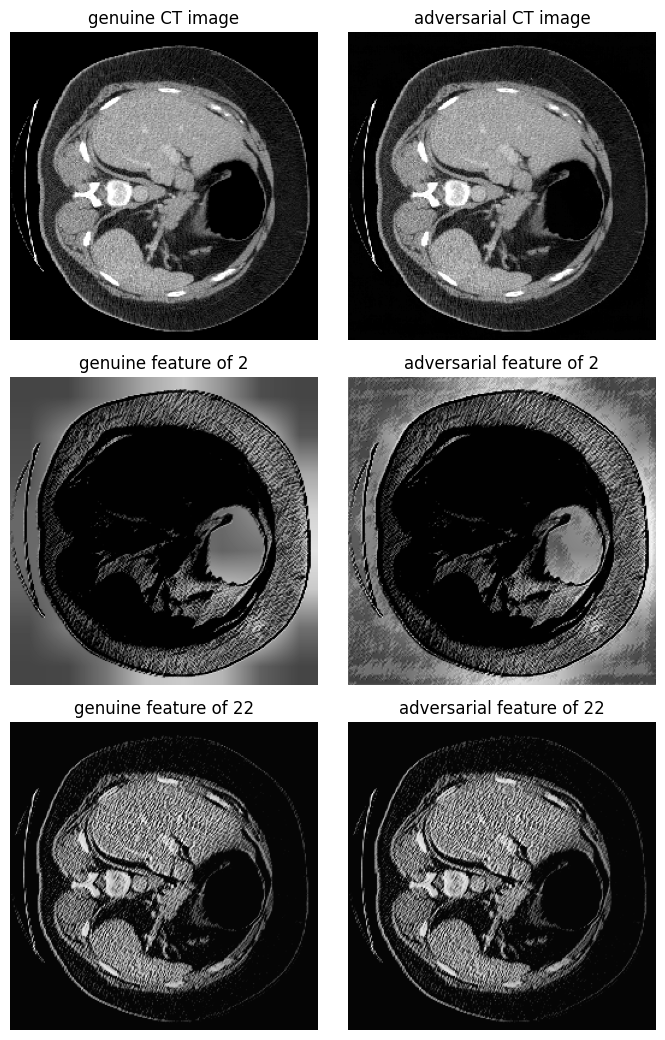 genuine CT image
adversarial CT image
genuine feature of 2
adversarial feature of 2
genuine feature of 22
adversarial feature of 22